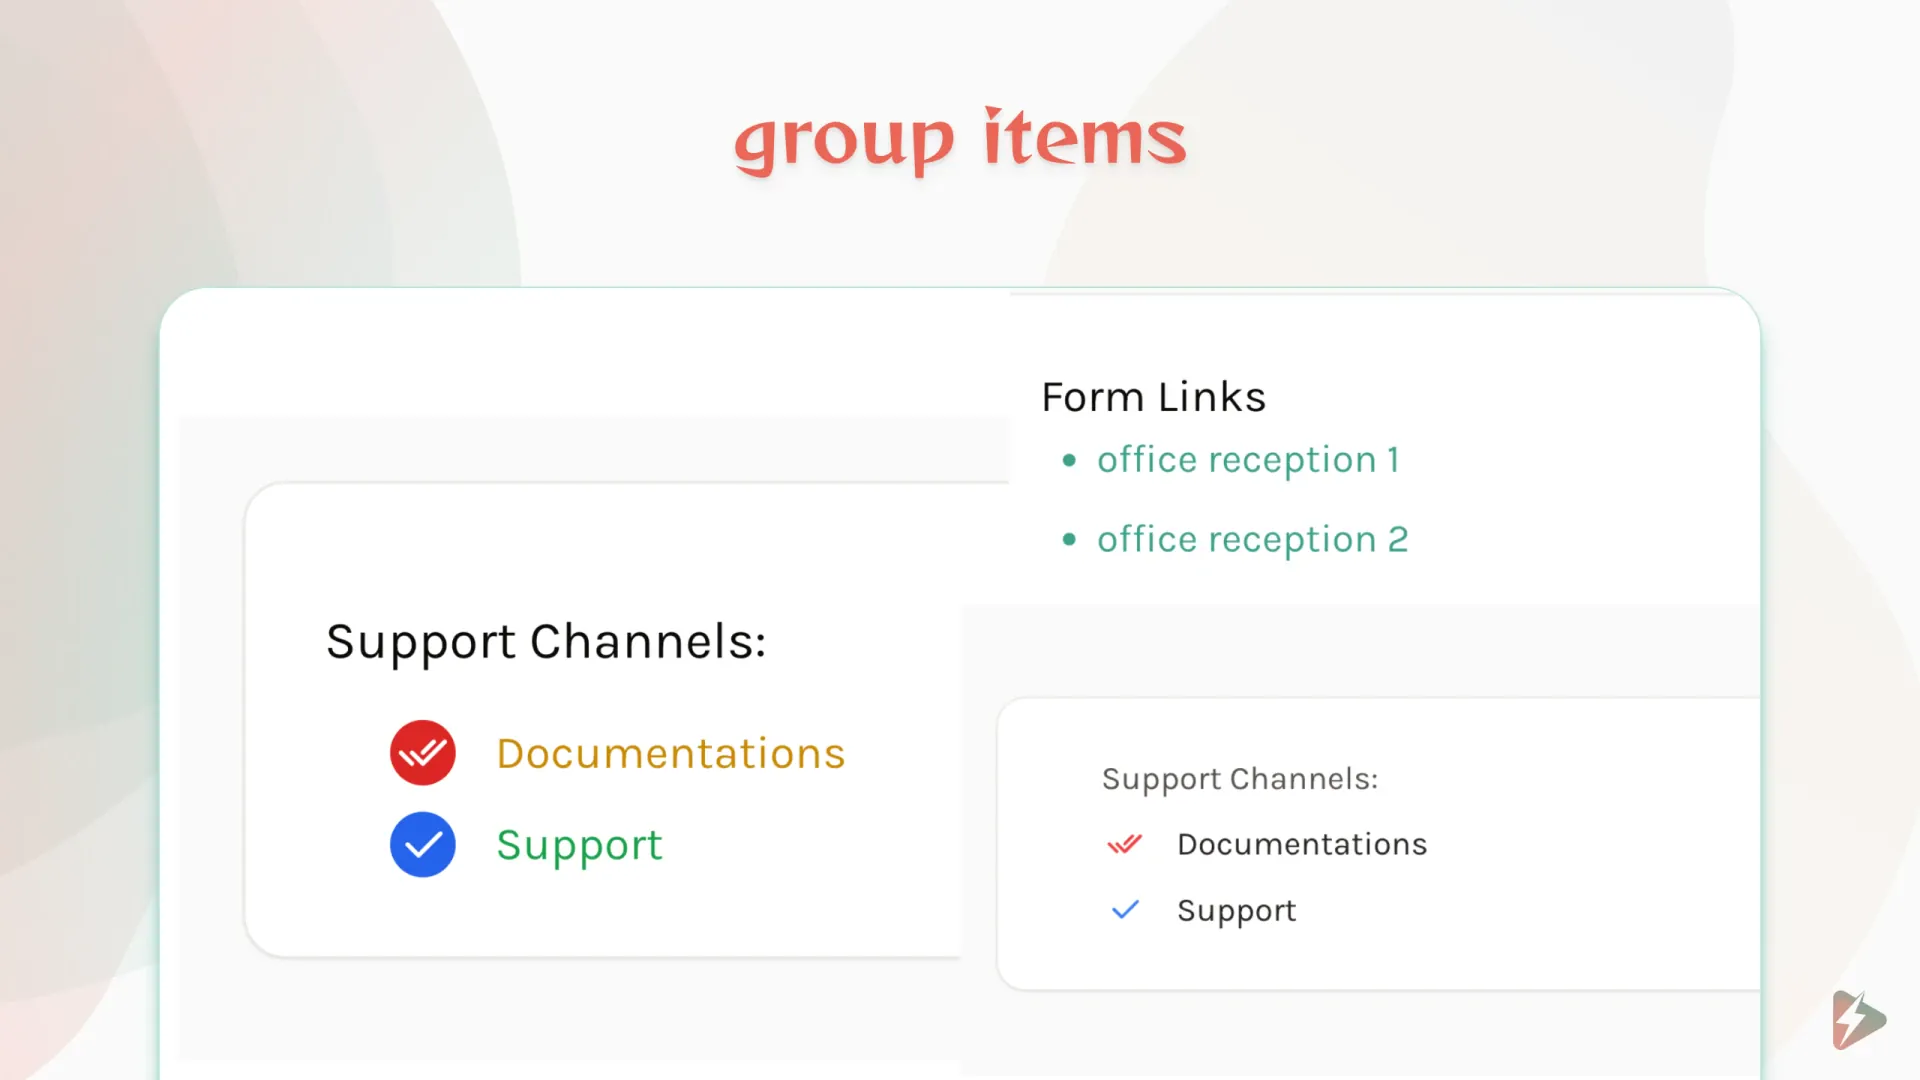 group items
Form Links
office reception 1
office reception 2
Support Channels:
Documentations
Support
Support Channels:
Documentations
Support